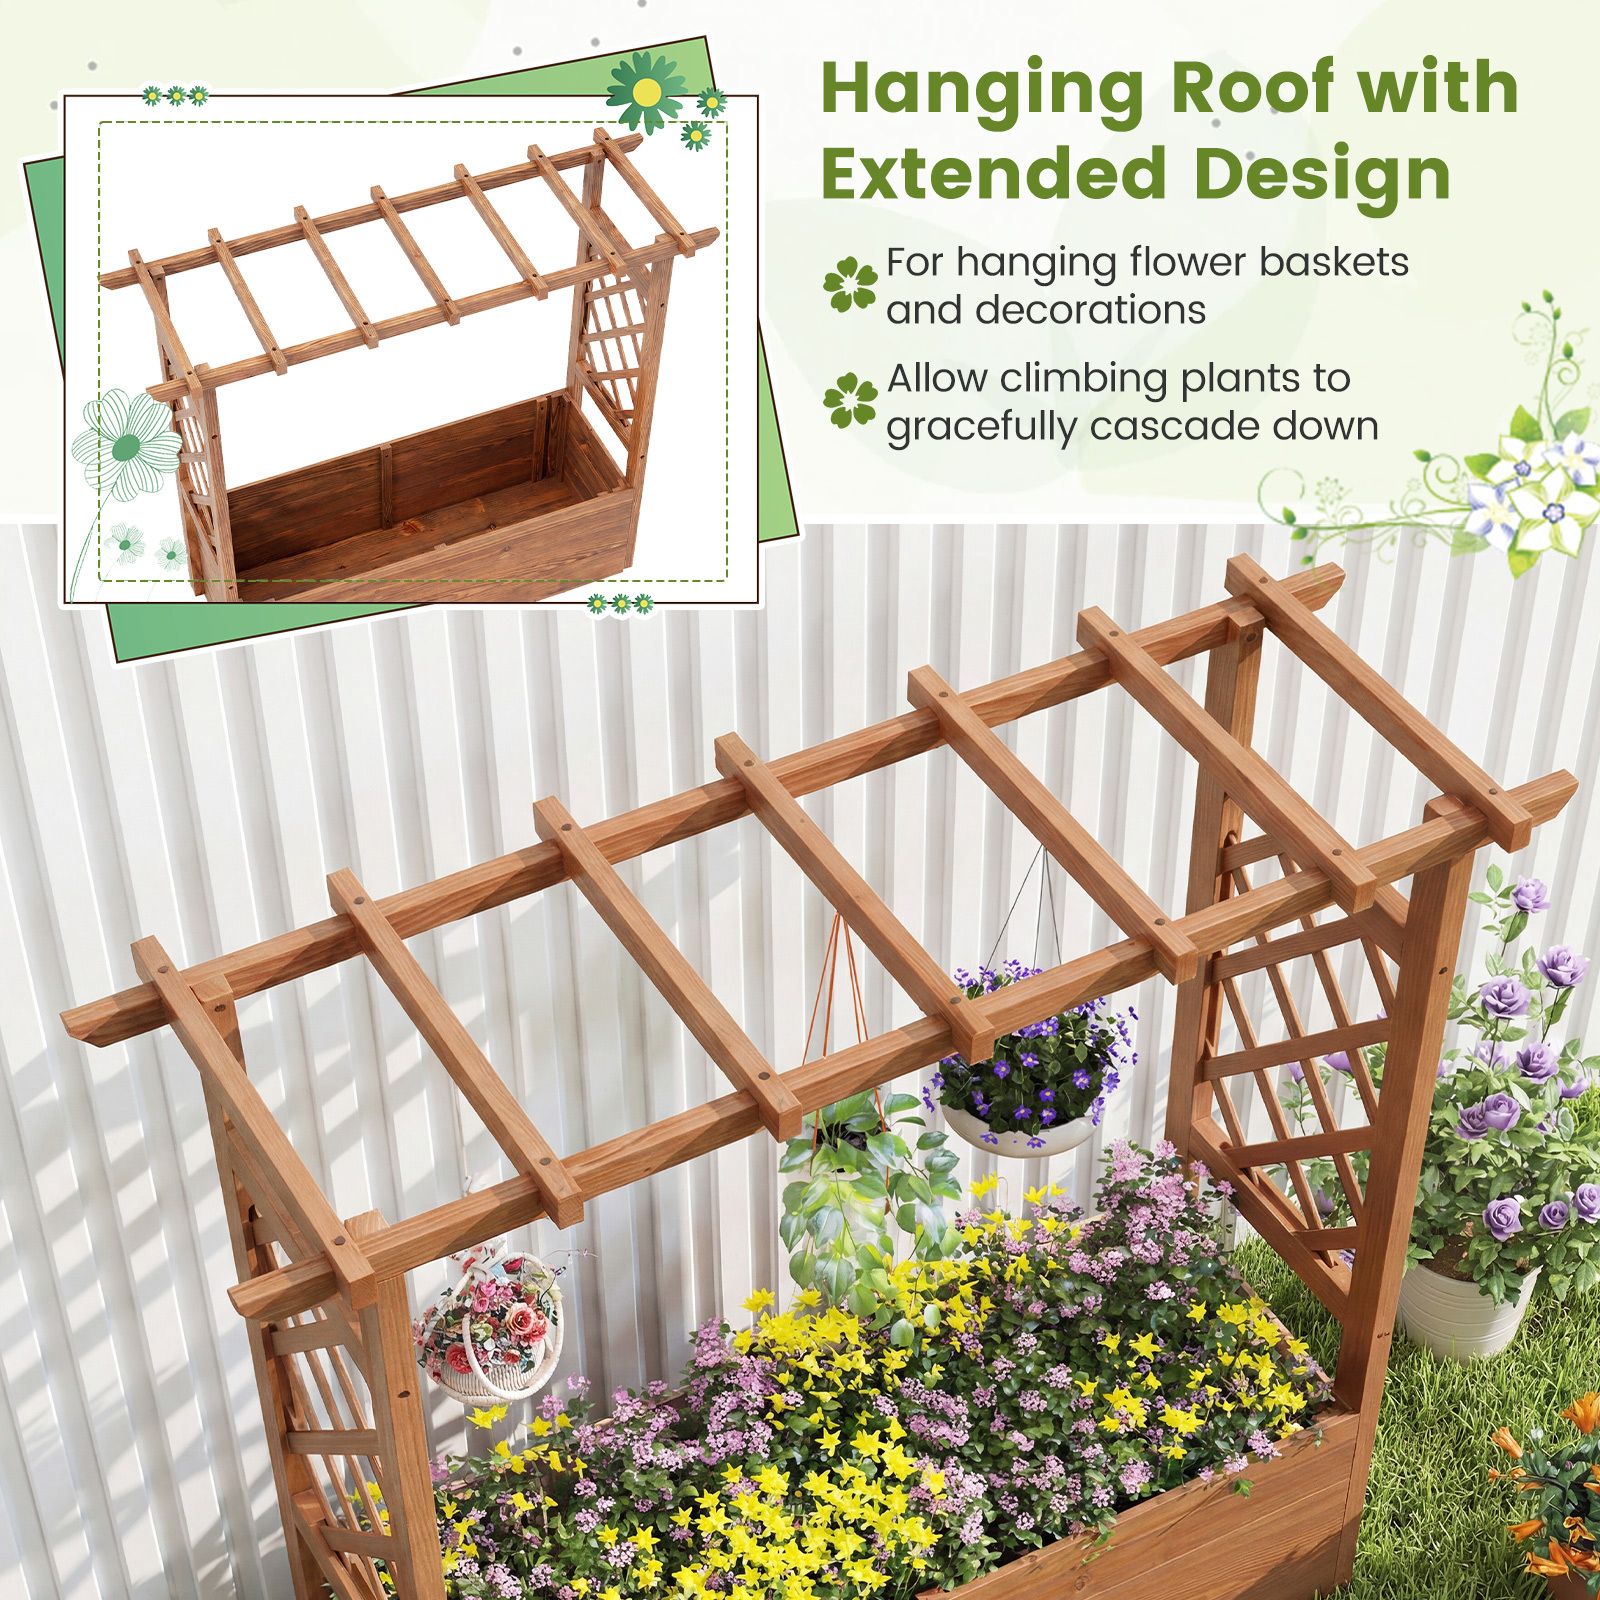 Hanging Roof with
Extended Design
For hanging flower baskets
and decorations
Allow climbing plants to
gracefully cascade down